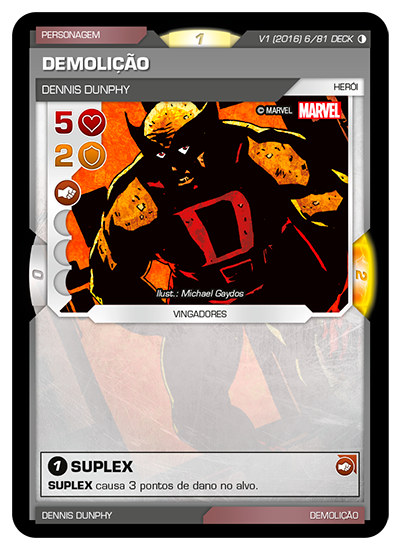 PERSONAGEM
1
V1 (2016) 6/81 DECK
DEMOLIÇÃO
DENNIS DUNPHY
HERÓI
5
© MARVEL
MARVEL
2
D
0
2
Ilust.: Michael Gaydos
VINGADORES
1 SUPLEX
SUPLEX causa 3 pontos de dano no alvo.
DENNIS DUNPHY
DEMOLIÇÃO